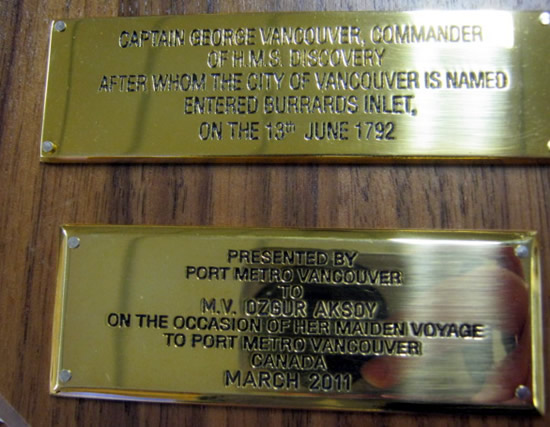 CAPTAIN GEORGE VANCOUVER, COMMANDER
OF H.M.S. DISCOVERY
AFTER WHOM THE CITY OF VANCOUVER IS NAMED
ENTERED BURRARDS INLET,
ON THE 13th JUNE 1792
PRESENTED BY
PORT METRO VANCOUVER
TO
M.V. OZGUR AKSOY
ON THE OCCASION OF HER MAIDEN VOYAGE
TO PORT METRO VANCOUVER
CANADA
MARCH 2011